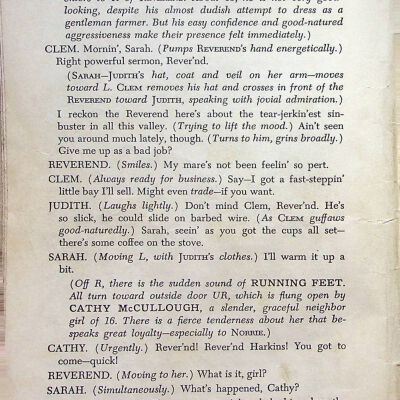 looking, despite his almost dudish attempt to dress as a
gentleman farmer. But his easy confidence and good-natured
aggressiveness make their presence felt immediately.)
CLEM. Mornin', Sarah. (Pumps REVEREND'S hand energetically.)
Right powerful sermon, Rever'nd.
(SARAH—JUDITH'S hat, coat and veil on her arm—moves
toward L. CLEM removes his hat and crosses in front of the
REVEREND toward JUDITH, speaking with jovial admiration.)
I reckon the Reverend here's about the tear-jerkin'est sin-
buster in all this valley. (Trying to lift the mood.) Ain't seen
you around much lately, though. (Turns to him, grins broadly.)
Give me up as a bad job?
REVEREND. (Smiles.) My mare's not been feelin' so pert.
CLEM. (Always ready for business.) Say—I got a fast-steppin'
little bay I'll sell. Might even trade—if you want.
JUDITH. (Laughs lightly.) Don't mind Clem, Rever'nd. He's
so slick, he could slide on barbed wire. (As CLEM guffaws
good-naturedly.) Sarah, seein' as you got the cups all set—
there's some coffee on the stove.
SARAH. (Moving L, with JUDITH'S clothes.) I'll warm it up a
bit.
(Off R, there is the sudden sound of RUNNING FEET.
All turn toward outside door UR, which is flung open by
CATHY McCULLOUGH, a slender, graceful neighbor
girl of 16. There is a fierce tenderness about her that be-
speaks great loyalty—especially to NORRIE.)
CATHY. (Urgently.) Rever'nd! Rever'nd Harkins! You got to
come—quick!
REVEREND. (Moving to her.) What is it, girl?
SARAH. (Simultaneously.) What's happened, Cathy?